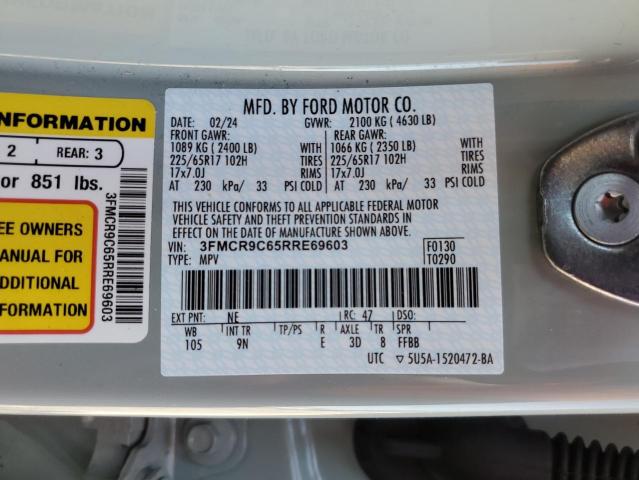 NFORMATION
2 REAR: 3
or 851 lbs.
EE OWNERS
MANUAL FOR
ADDITIONAL
NFORMATION
3FMCR9C65RRE69603
MFD. BY FORD MOTOR CO.
DATE: 02/24 GVWR: 2100 KG ( 4630 LB)
FRONT GAWR: REAR GAWR:
1089 KG ( 2400 LB) WITH 1066 KG ( 2350 LB) WITH
225/65R17 102H TIRES 225/65R17 102H TIRES
17x7.0J RIMS 17x7.0J RIMS
AT 230 kPa/ 33 PSI COLD AT 230 kPa/ 33 PSI COLD
THIS VEHICLE CONFORMS TO ALL APPLICABLE FEDERAL MOTOR
VEHICLE SAFETY AND THEFT PREVENTION STANDARDS IN
EFFECT ON THE DATE OF MANUFACTURE SHOWN ABOVE.
VIN: 3FMCR9C65RRE69603 F0130
TYPE: MPV T0290
EXT PNT: NE RC: 47 DSO:
WB INT TR TP/PS R AXLE TR SPR
105 9N E 3D 8 FFBB
UTC ▽5U5A-1520472-BA